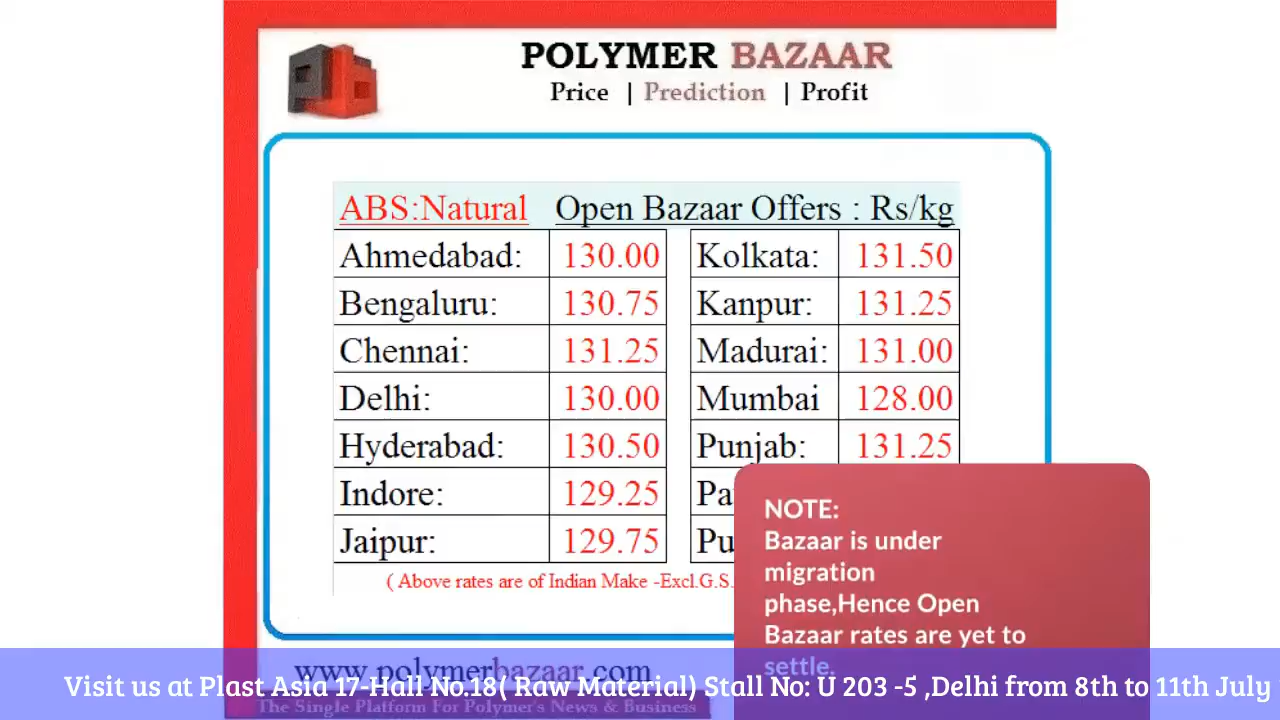 POLYMER BAZAAR
Price | Prediction | Profit
ABS:Natural Open Bazaar Offers : Rs/kg
Ahmedabad: 130.00 Kolkata: 131.50
Bengaluru: 130.75 Kanpur: 131.25
Chennai: 131.25 Madurai: 131.00
Delhi: 130.00 Mumbai 128.00
Hyderabad: 130.50 Punjab: 131.25
Indore: 129.25
Jaipur: 129.75
( Above rates are of Indian Make -Excl.G.S.
NOTE:
Bazaar is under
migration
phase,Hence Open
Bazaar rates are yet to
settle.
www.polymerbazaar.com
Visit us at Plast Asia 17-Hall No.18( Raw Material) Stall No: U 203 -5 ,Delhi from 8th to 11th July
The Single Platform For Polymer's News & Business